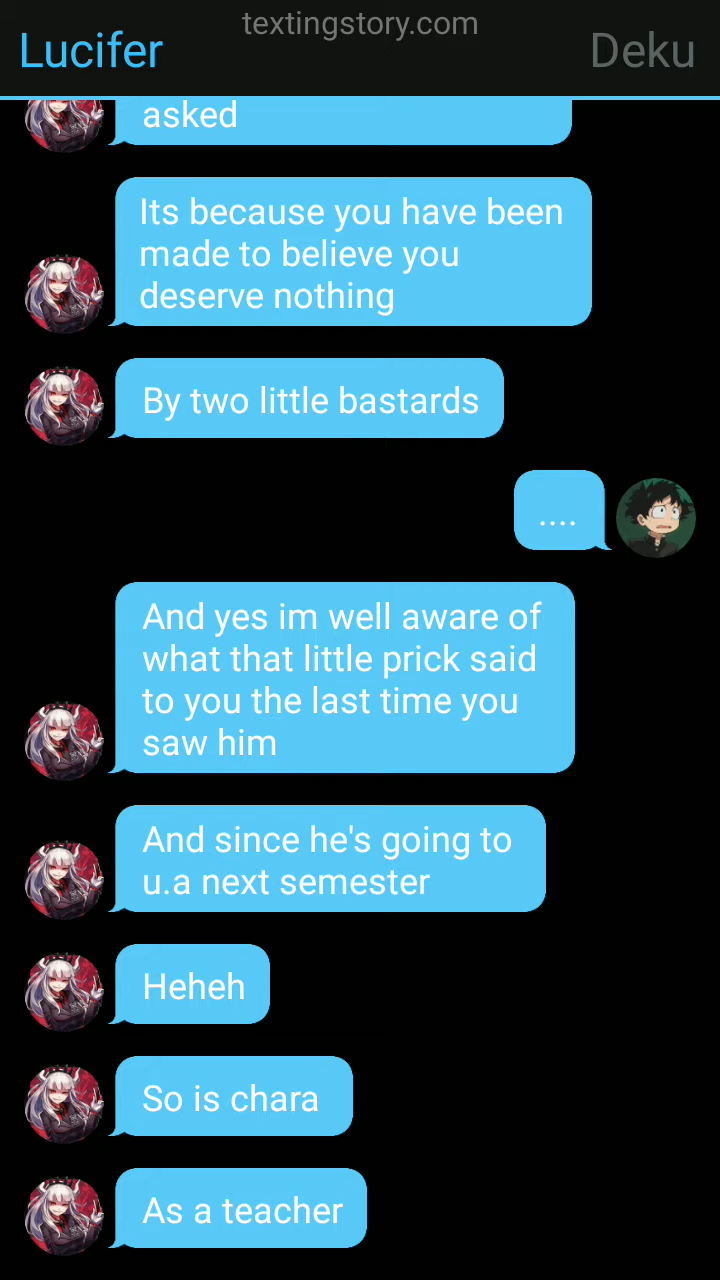 textingstory.com
Lucifer
Deku
asked
Its because you have been
made to believe you
deserve nothing
By two little bastards
....
And yes im well aware of
what that little prick said
to you the last time you
saw him
And since he's going to
u.a next semester
Heheh
So is chara
As a teacher